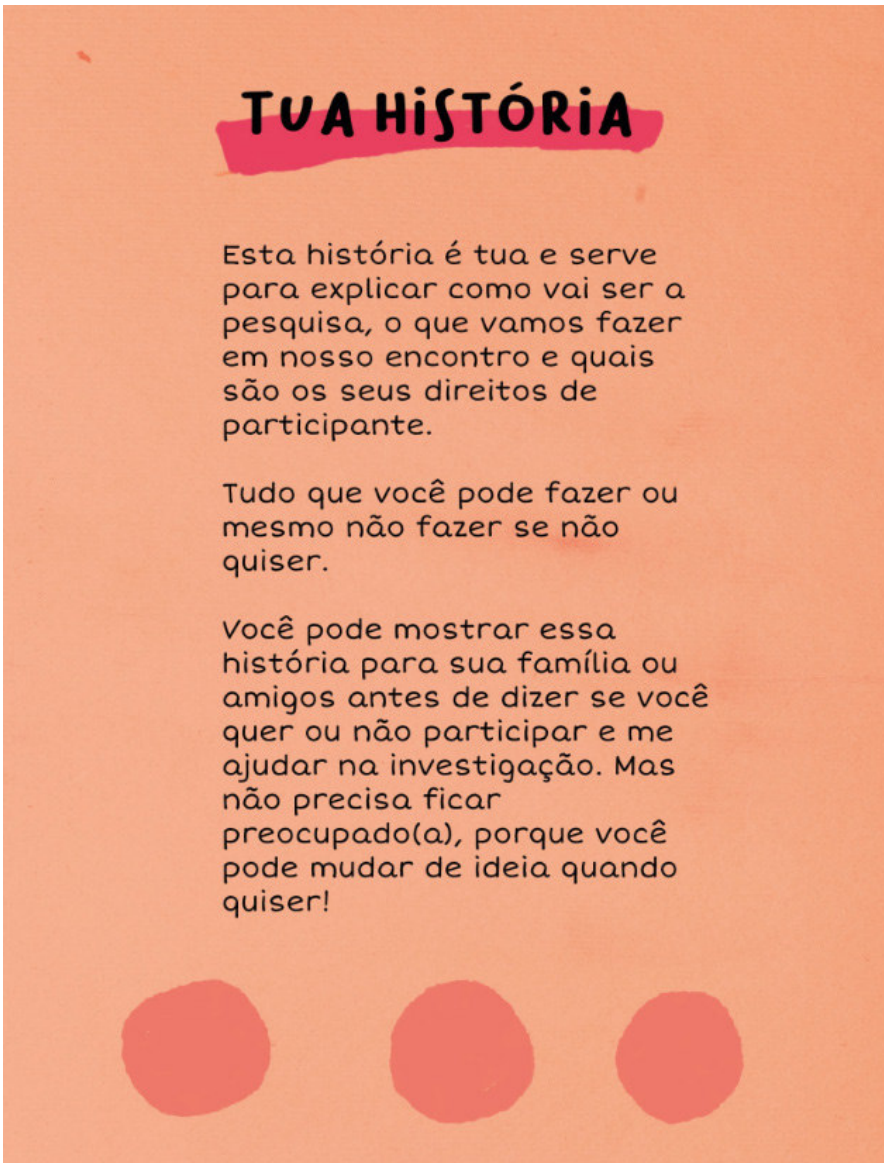 TUA HiSTÓRiA
Esta história é tua e serve
para explicar como vai ser a
pesquisa, o que vamos fazer
em nosso encontro e quais
são os seus direitos de
participante.
Tudo que você pode fazer ou
mesmo não fazer se não
quiser.
Você pode mostrar essa
história para sua família ou
amigos antes de dizer se você
quer ou não participar e me
ajudar na investigação. Mas
não precisa ficar
preocupado(a), porque você
pode mudar de ideia quando
quiser!